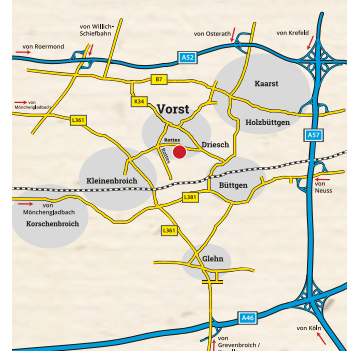 von Willich-
Schiefbahn
von Osterath
von Krefeld
von Roermond
A52
B7
Kaarst
von
Mönchengladbach
K34
Vorst
L361
Holzbüttgen
A57
Rottes
Driesch
Kleinenbroich
Büttgen
von
Neuss
L381
von
Mönchengladbach
Korschenbroich
L361
Glehn
A46
von Köln
von
Grevenbroich /